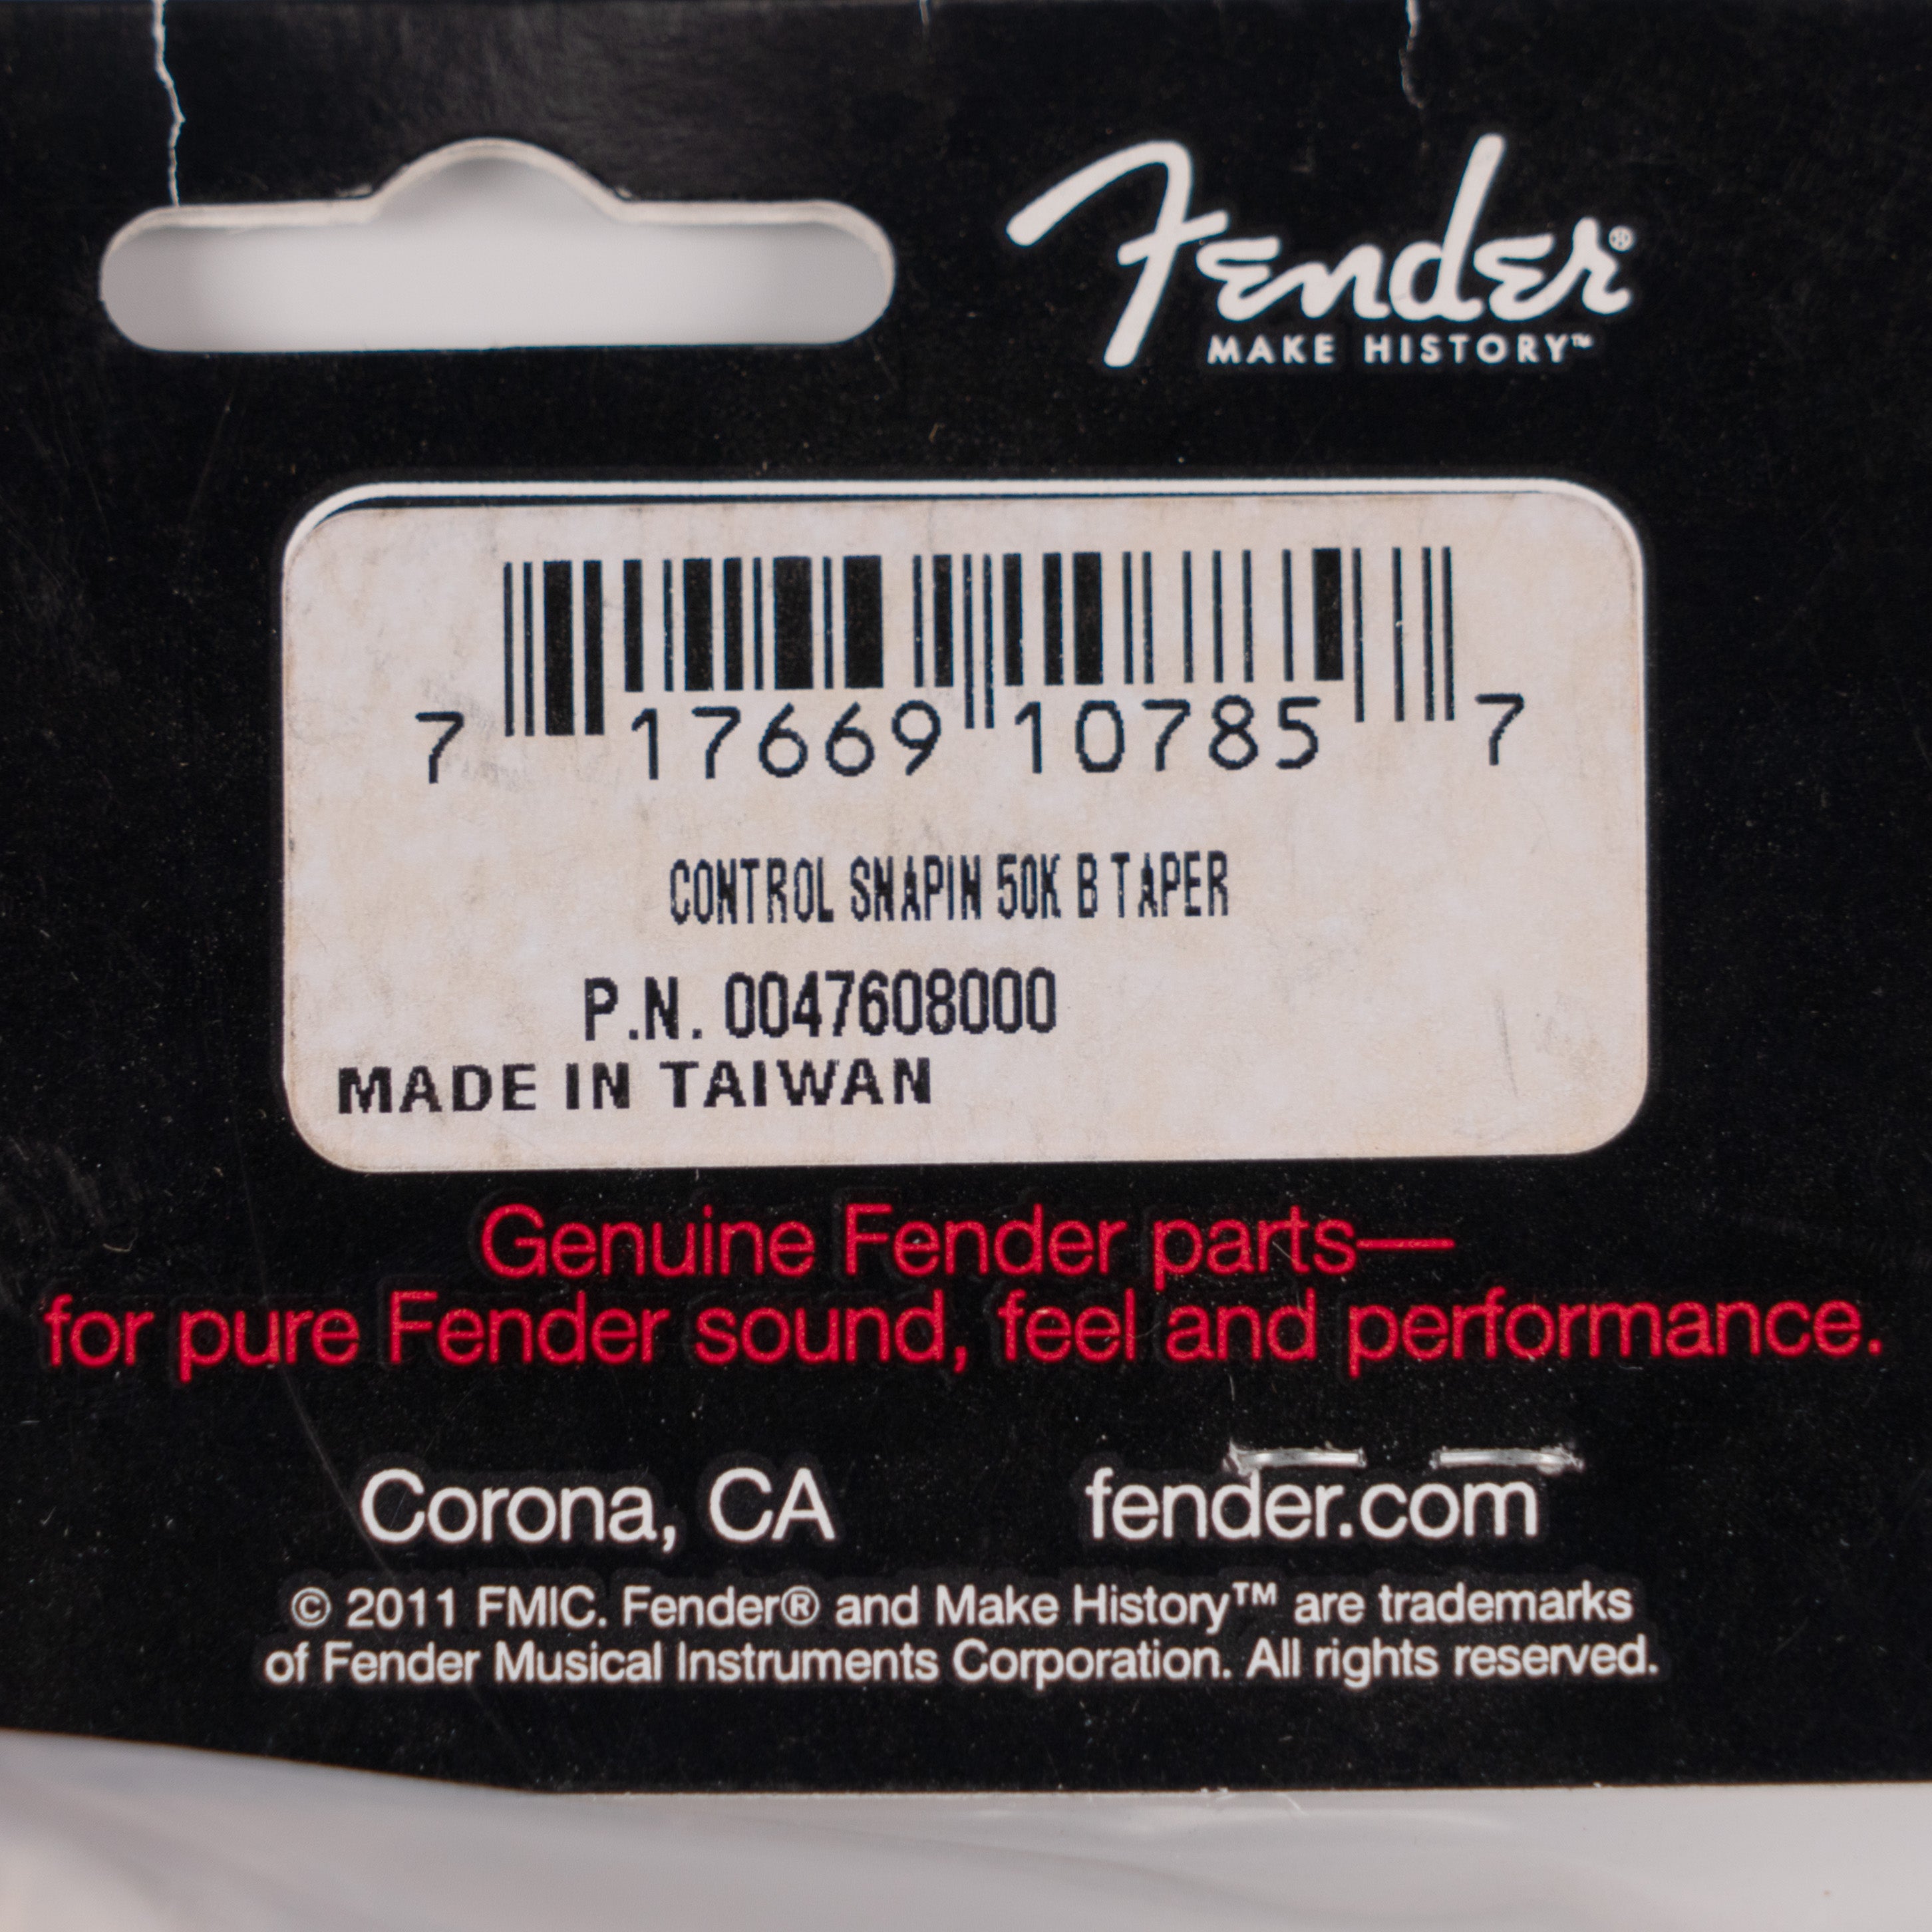 Fender®
MAKE HISTORY™
7 17669 10785 7
CONTROL SNAPIN 50K B TAPER
P.N. 0047608000
MADE IN TAIWAN
Genuine Fender parts—
for pure Fender sound, feel and performance.
Corona, CA fender.com
© 2011 FMIC. Fender® and Make History™ are trademarks
of Fender Musical Instruments Corporation. All rights reserved.